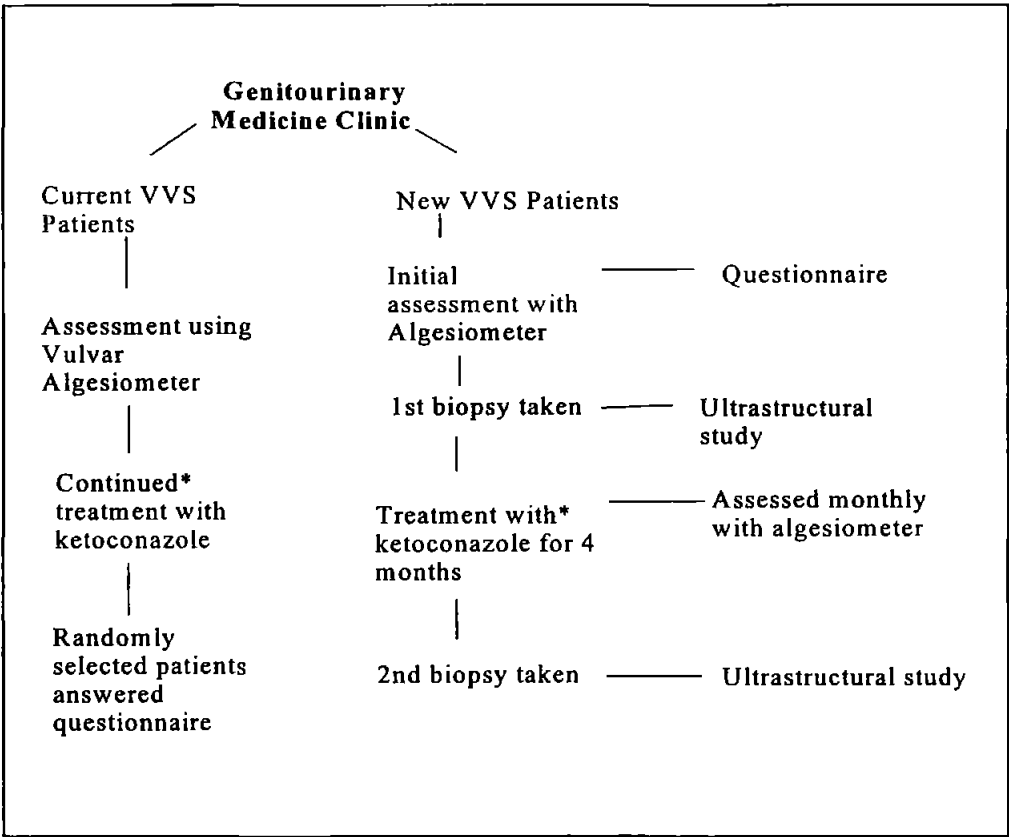 Genitourinary
Medicine Clinic
Current VVS
Patients
Assessment using
Vulvar
Algesiometer
Continued*
treatment with
ketoconazole
Randomly
selected patients
answered
questionnaire
New VVS Patients
Initial
assessment with
Algesiometer
Questionnaire
1st biopsy taken
Ultrastructural
study
Treatment with*
ketoconazole for 4
months
Assessed monthly
with algesiometer
2nd biopsy taken
Ultrastructural study